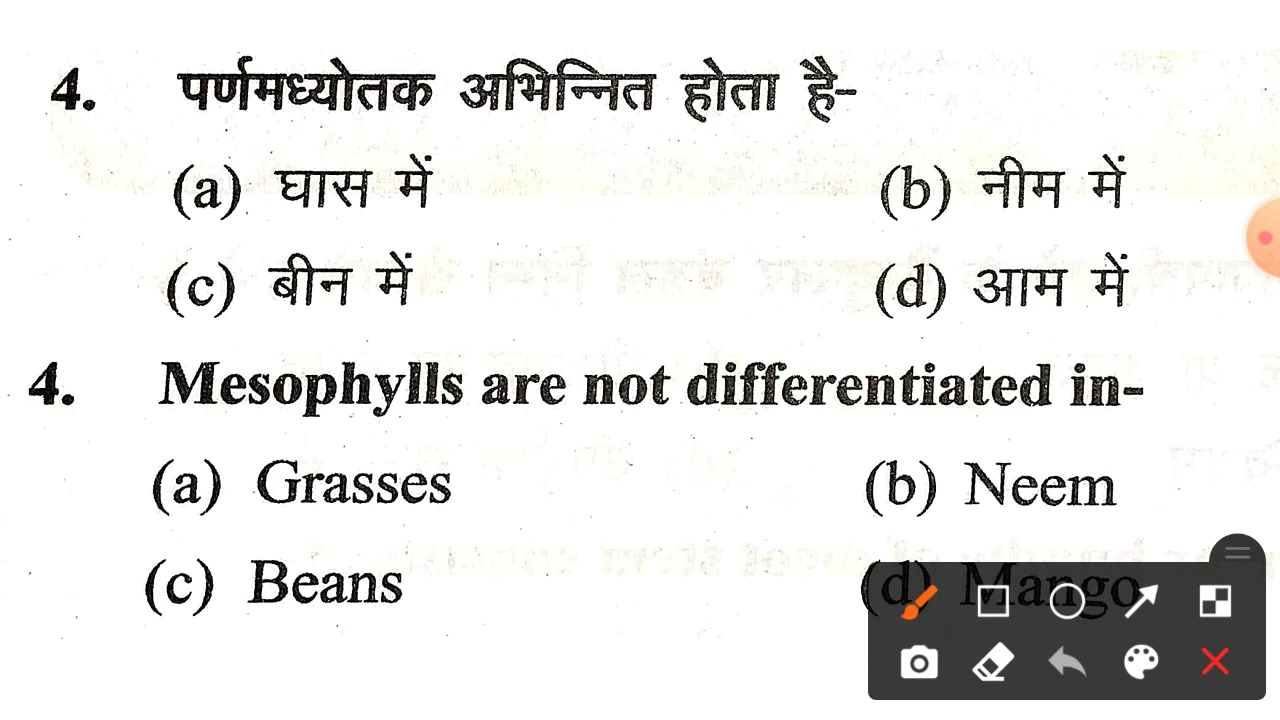 4. पर्णमध्योतक अभिन्नित होता है-
(a) घास में (b) नीम में
(c) बीन में (d) आम में
4. Mesophylls are not differentiated in-
(a) Grasses (b) Neem
(c) Beans (d) Mango